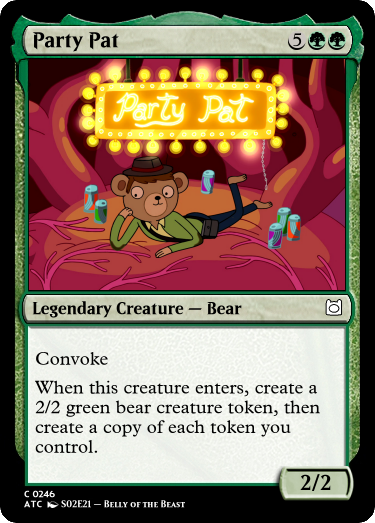 Party Pat 5
Party Pat
Legendary Creature — Bear
Convoke
When this creature enters, create a
2/2 green bear creature token, then
create a copy of each token you
control.
2/2
C 0246
ATC S02E21 – Belly of the Beast